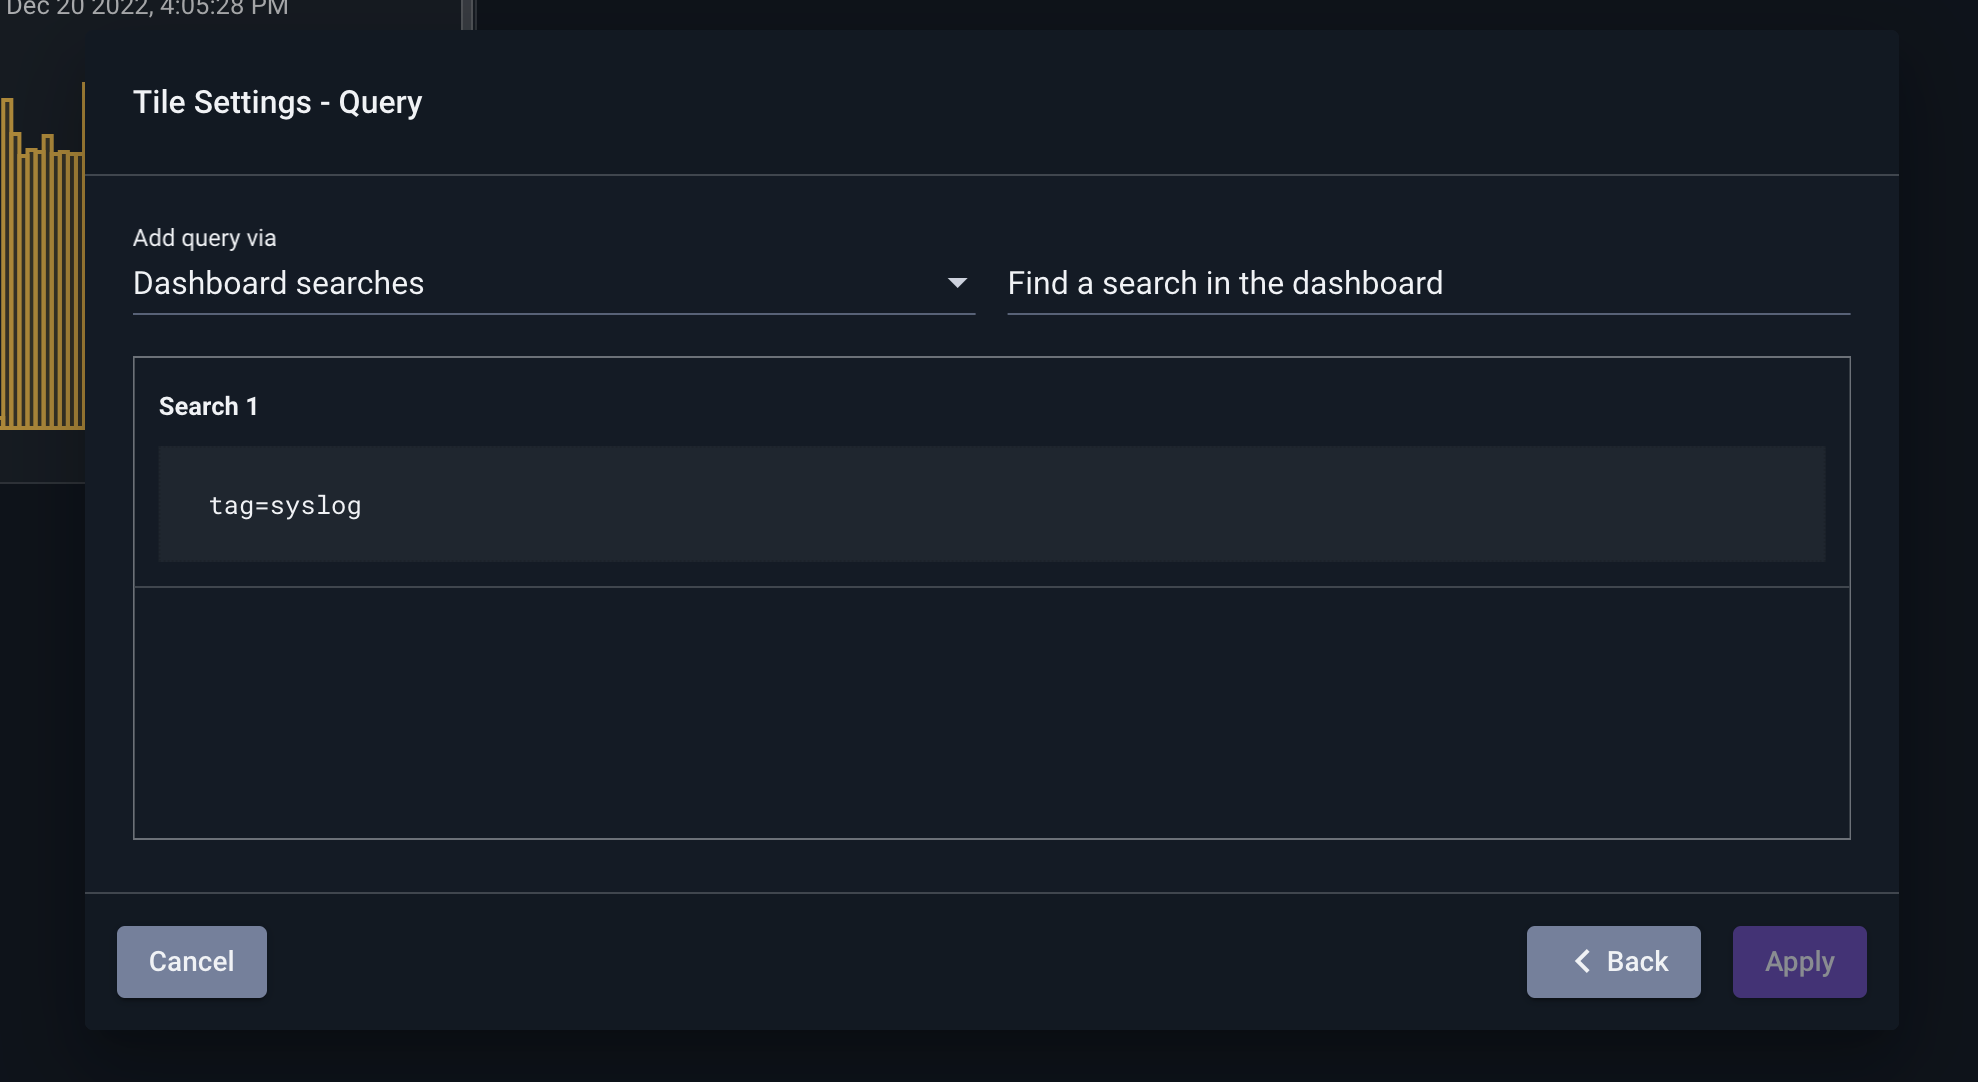 Dec 20 2022, 4:05:28 PM
Tile Settings - Query
Add query via
Dashboard searches
Find a search in the dashboard
Search 1
tag=syslog
Cancel
Back
Apply